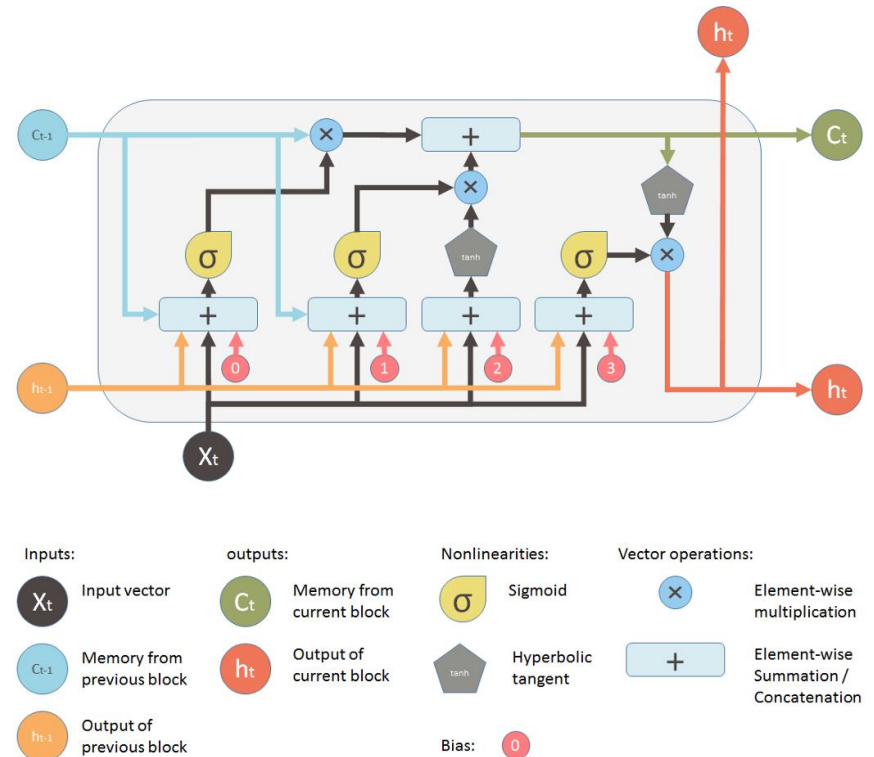 ht
Ct-1
×
+
Ct
tanh
×
σ
σ
tanh
σ
×
+
+
+
+
0
1
2
3
ht-1
ht
Xt
Inputs:
outputs:
Nonlinearities:
Vector operations:
Xt
Input vector
Ct
Memory from
current block
σ
Sigmoid
×
Element-wise
multiplication
Ct-1
Memory from
previous block
ht
Output of
current block
tanh
Hyperbolic
tangent
+
Element-wise
Summation /
Concatenation
ht-1
Output of
previous block
Bias:
0